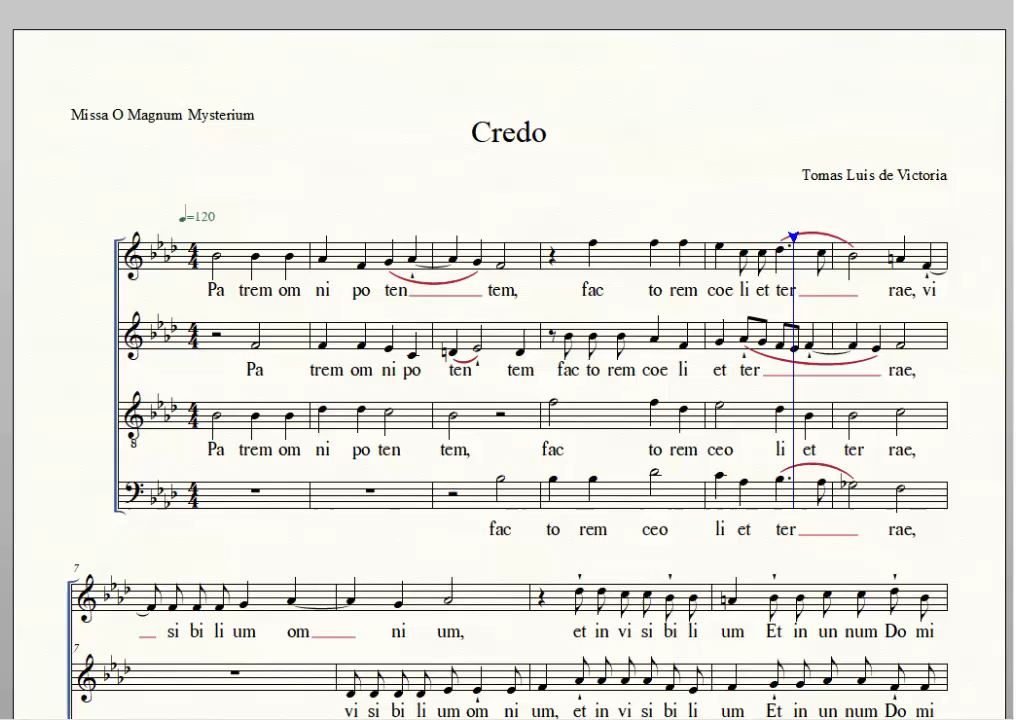 Missa O Magnum Mysterium
Credo
Tomas Luis de Victoria
=120
Pa trem om ni po ten tem, fac to rem coe li et ter rae, vi
Pa trem om ni po ten tem fac to rem coe li et ter rae,
Pa trem om ni po ten tem, fac to rem ceo li et ter rae,
fac to rem ceo li et ter rae,
7
si bi li um om ni um, et in vi si bi li um Et in un num Do mi
7
vi si bi li um om ni um, et in vi si bi li um Et in un num Do mi